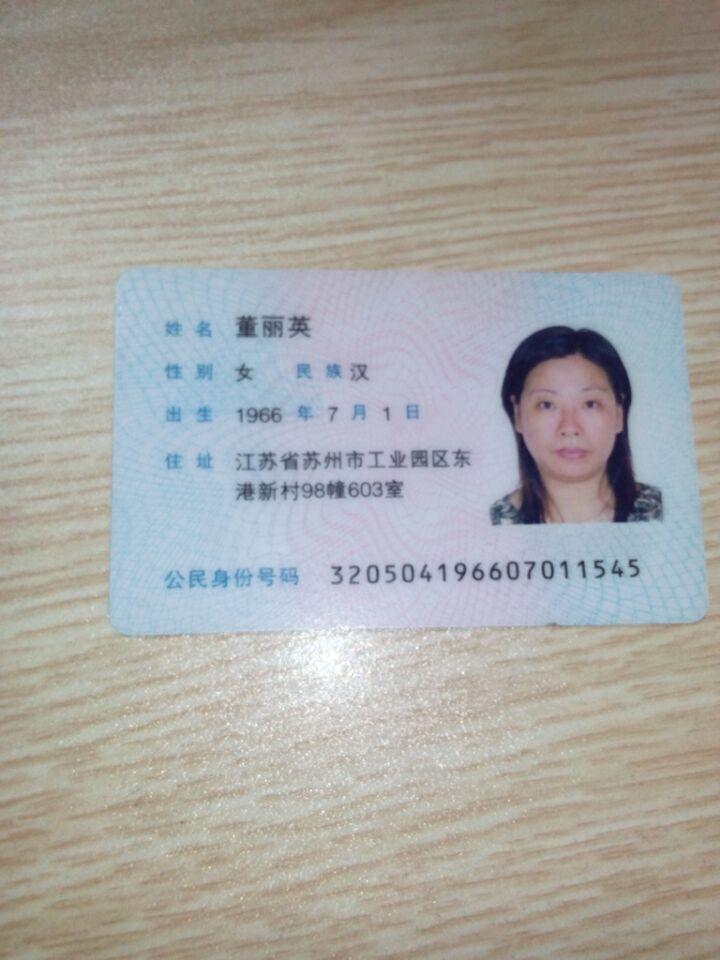 姓名 董丽英
性别 女 民族 汉
出生 1966 年 7 月 1 日
住址 江苏省苏州市工业园区东
港新村98幢603室
公民身份号码 320504196607011545